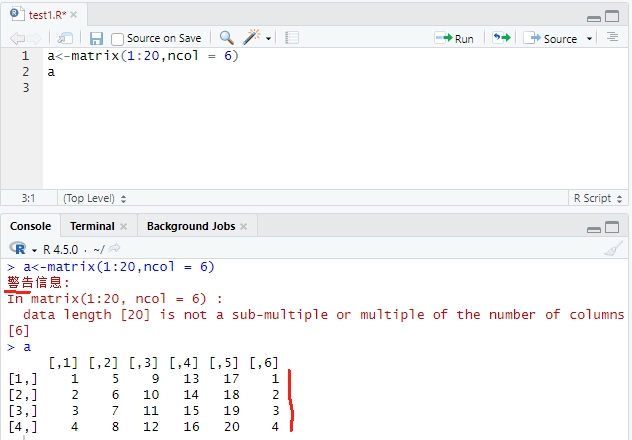 test1.R*
Source on Save
Run
Source
1 a<-matrix(1:20,ncol = 6)
2 a
3
3:1 (Top Level) R Script
Console Terminal Background Jobs
R 4.5.0 · ~/
> a<-matrix(1:20,ncol = 6)
警告信息:
In matrix(1:20, ncol = 6) :
data length [20] is not a sub-multiple or multiple of the number of columns
[6]
> a
[,1] [,2] [,3] [,4] [,5] [,6]
[1,] 1 5 9 13 17 1
[2,] 2 6 10 14 18 2
[3,] 3 7 11 15 19 3
[4,] 4 8 12 16 20 4